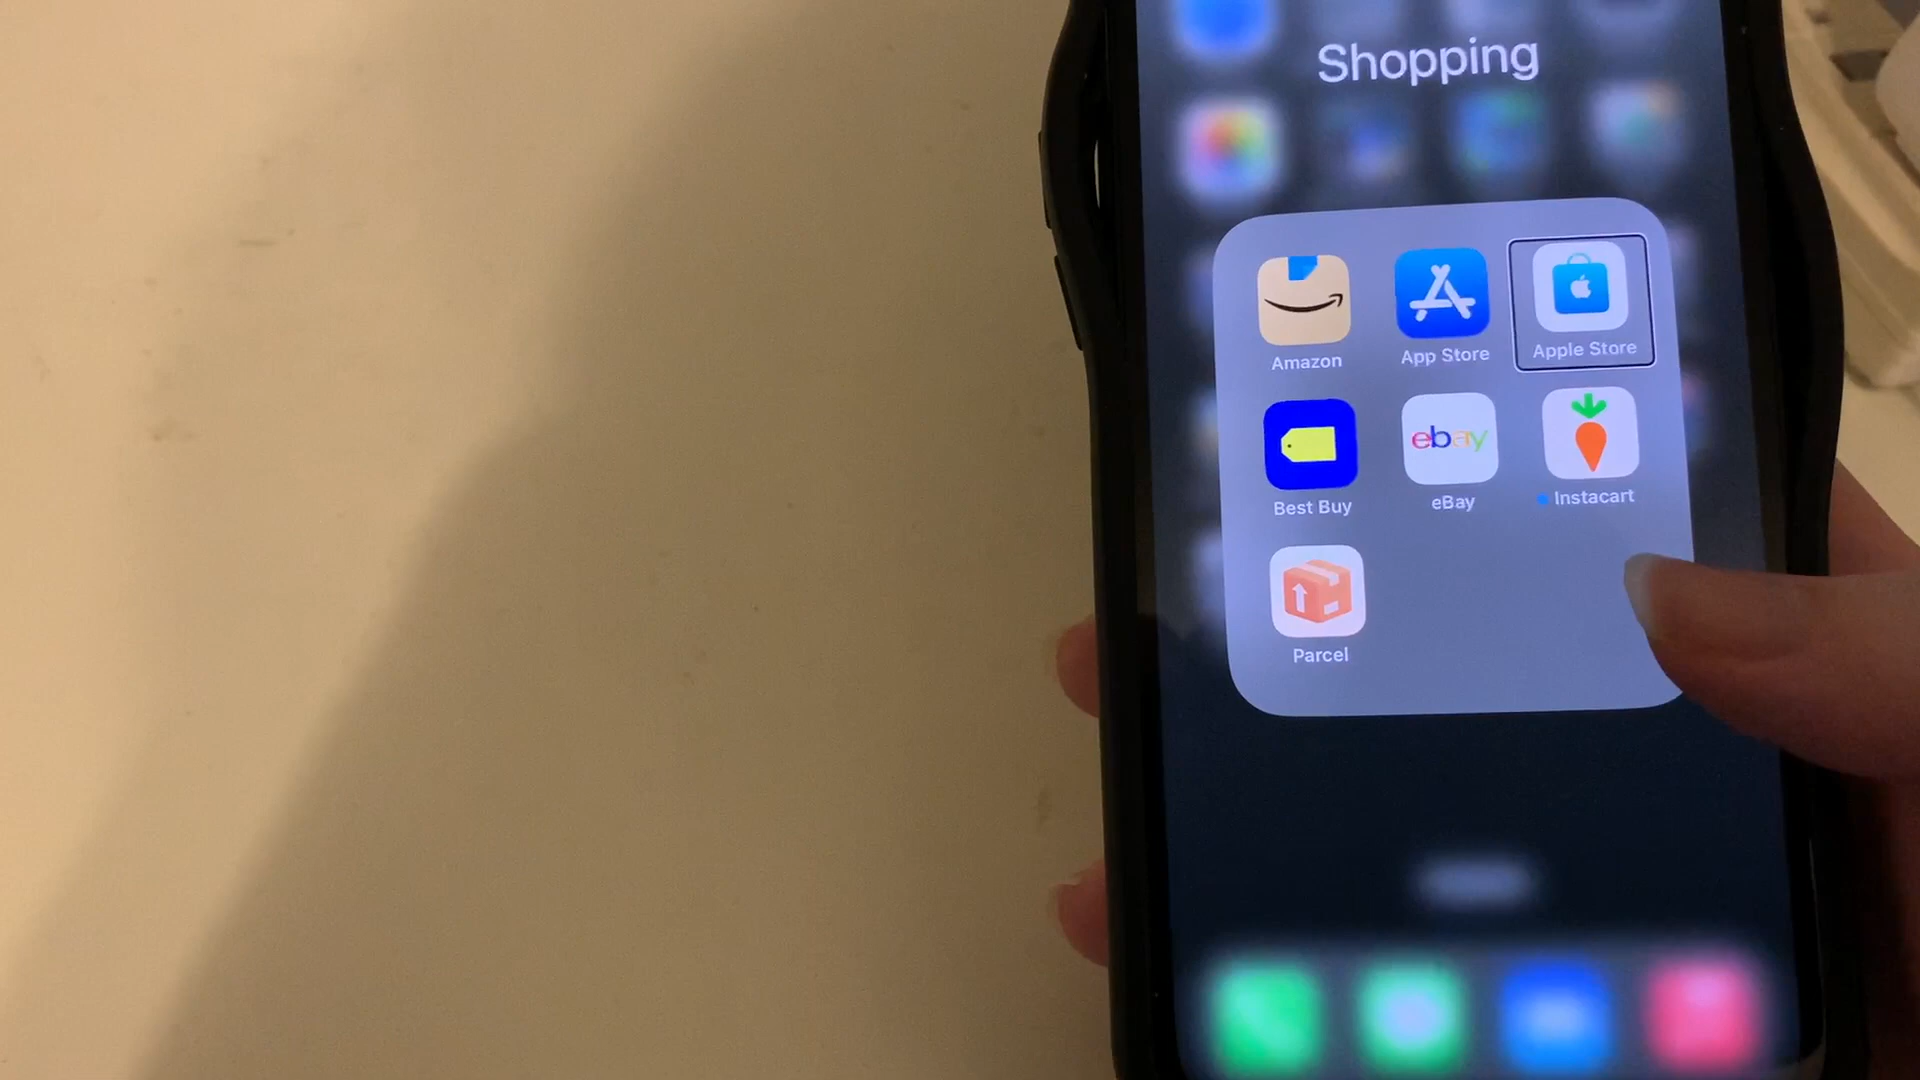 Shopping
Amazon
App Store
Apple Store
Best Buy
ebay
eBay
Instacart
Parcel